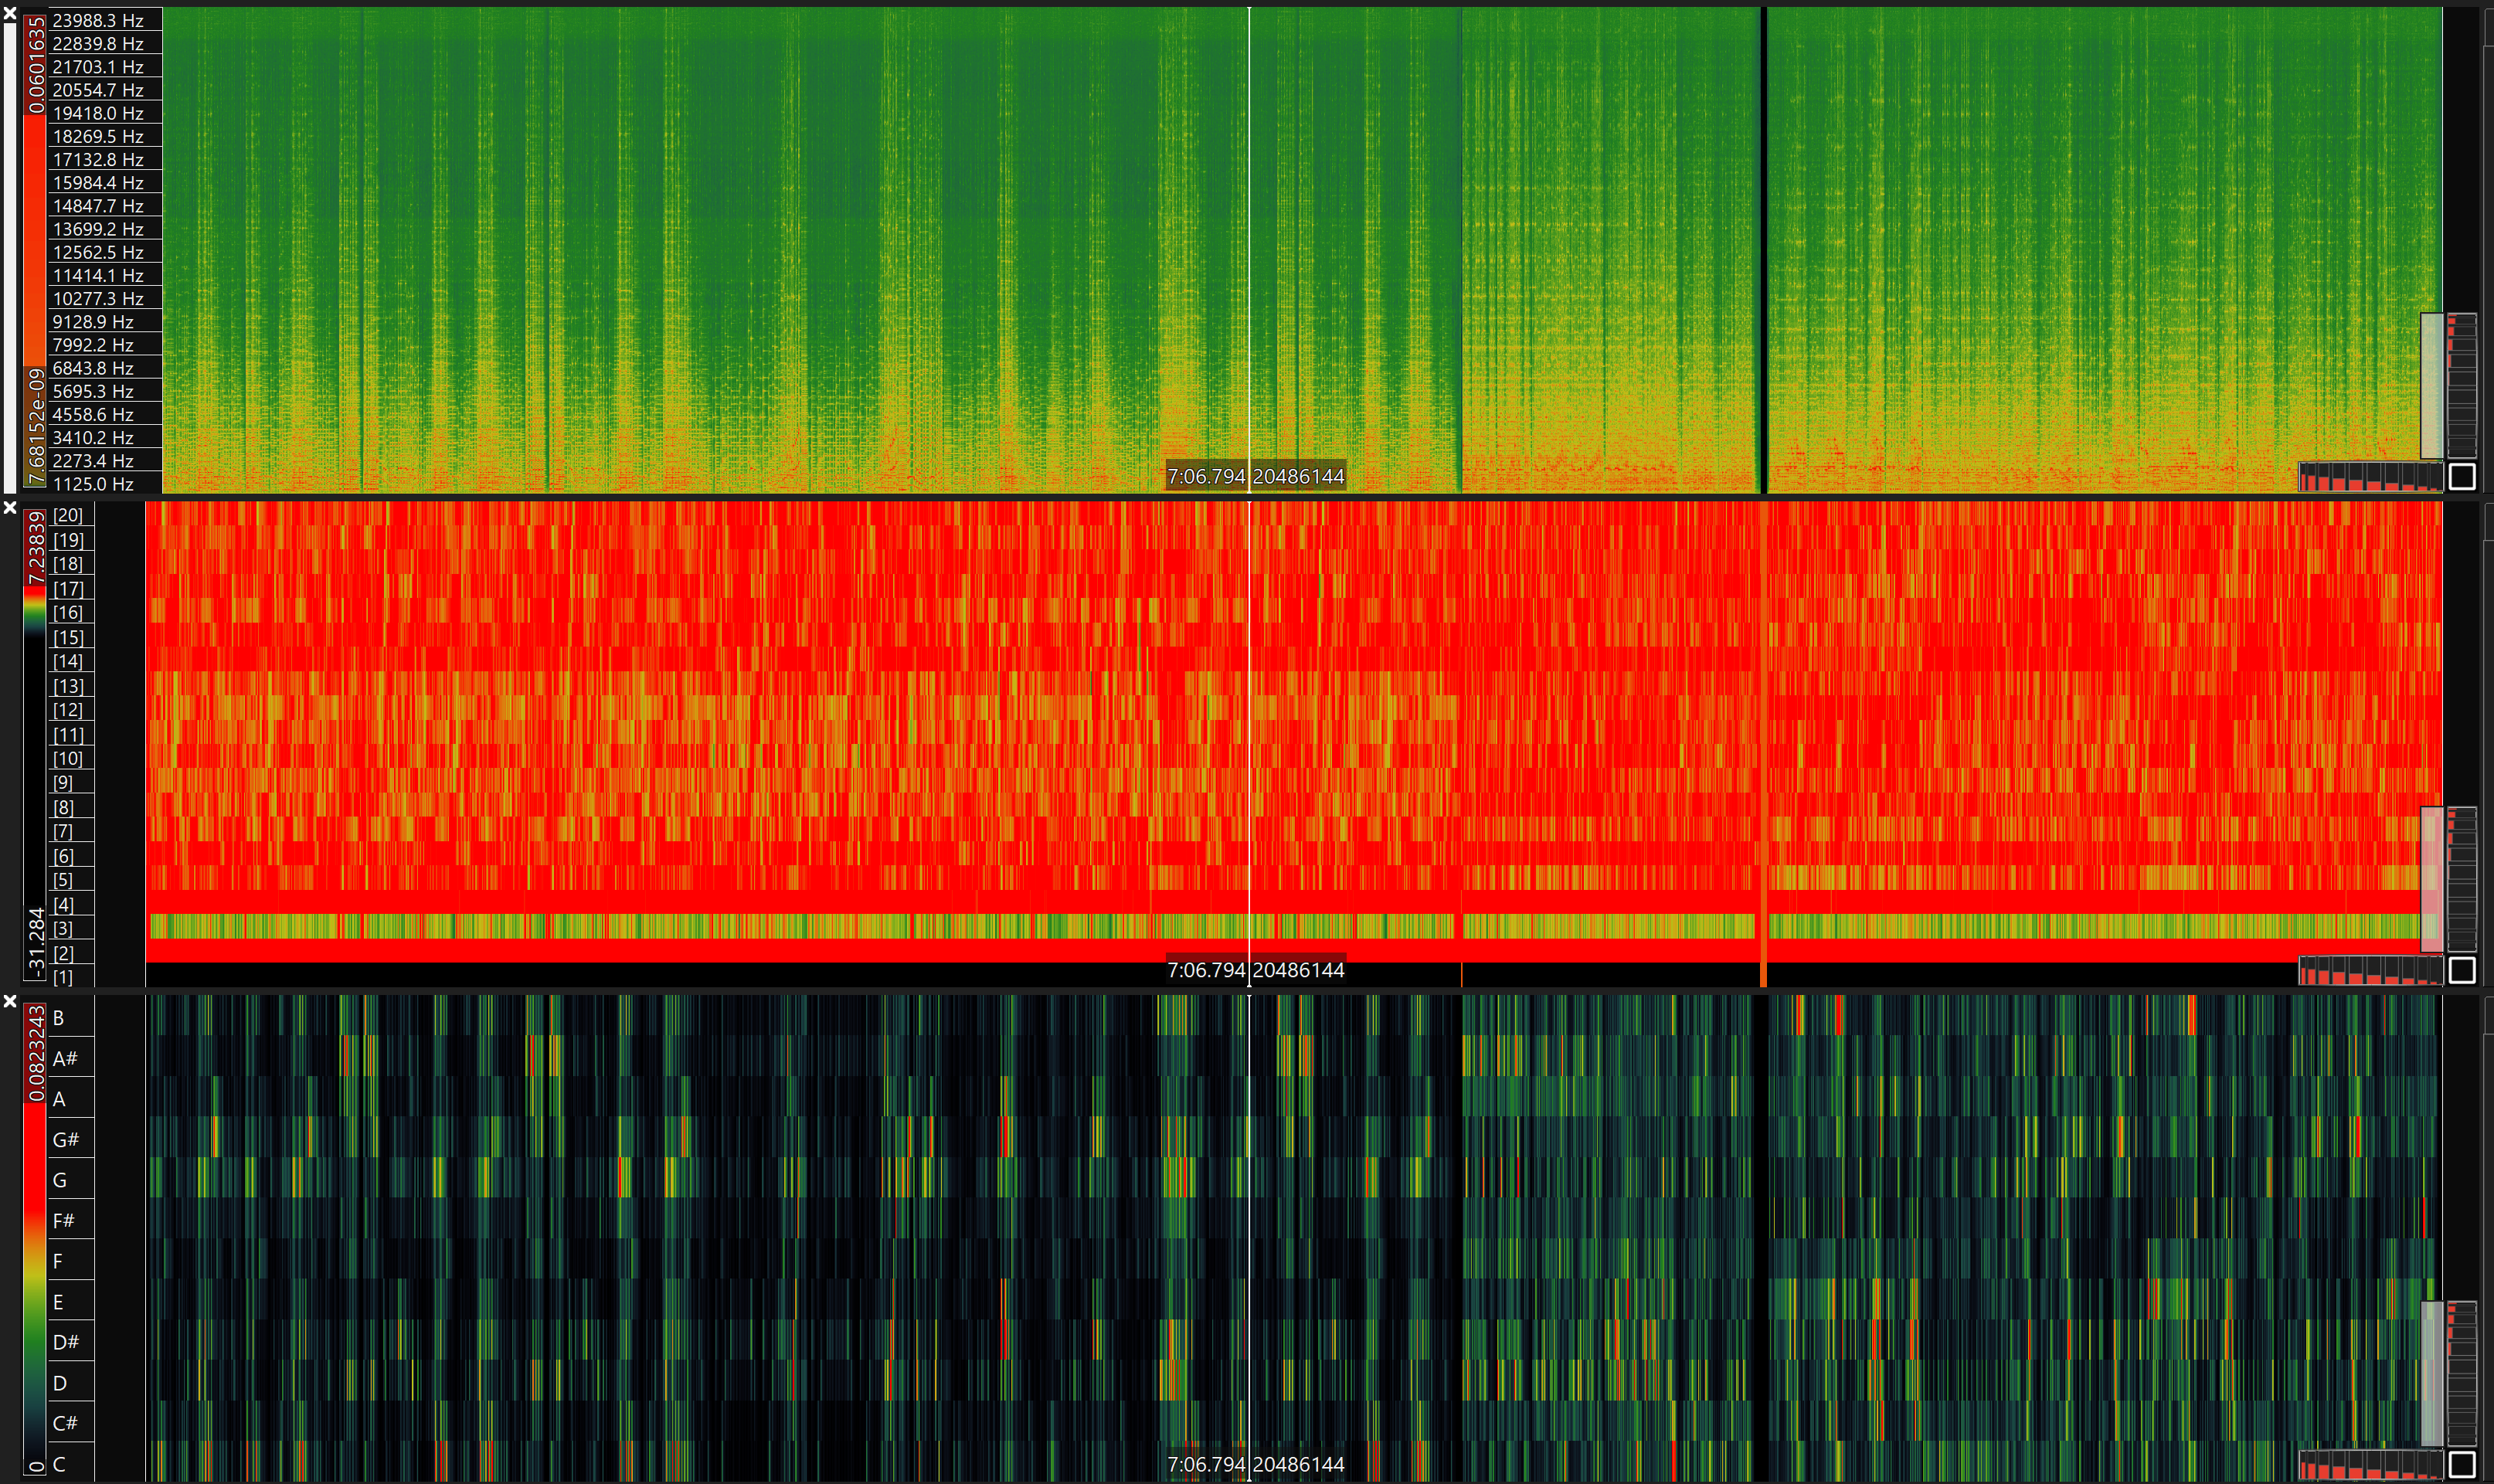 0.0601635
7.68152e-09
23988.3 Hz
22839.8 Hz
21703.1 Hz
20554.7 Hz
19418.0 Hz
18269.5 Hz
17132.8 Hz
15984.4 Hz
14847.7 Hz
13699.2 Hz
12562.5 Hz
11414.1 Hz
10277.3 Hz
9128.9 Hz
7992.2 Hz
6843.8 Hz
5695.3 Hz
4558.6 Hz
3410.2 Hz
2273.4 Hz
1125.0 Hz
7:06.794 20486144
7.23839
-31.284
[20]
[19]
[18]
[17]
[16]
[15]
[14]
[13]
[12]
[11]
[10]
[9]
[8]
[7]
[6]
[5]
[4]
[3]
[2]
[1]
7:06.794 20486144
0.0823243
0
B
A#
A
G#
G
F#
F
E
D#
D
C#
C
7:06.794 20486144